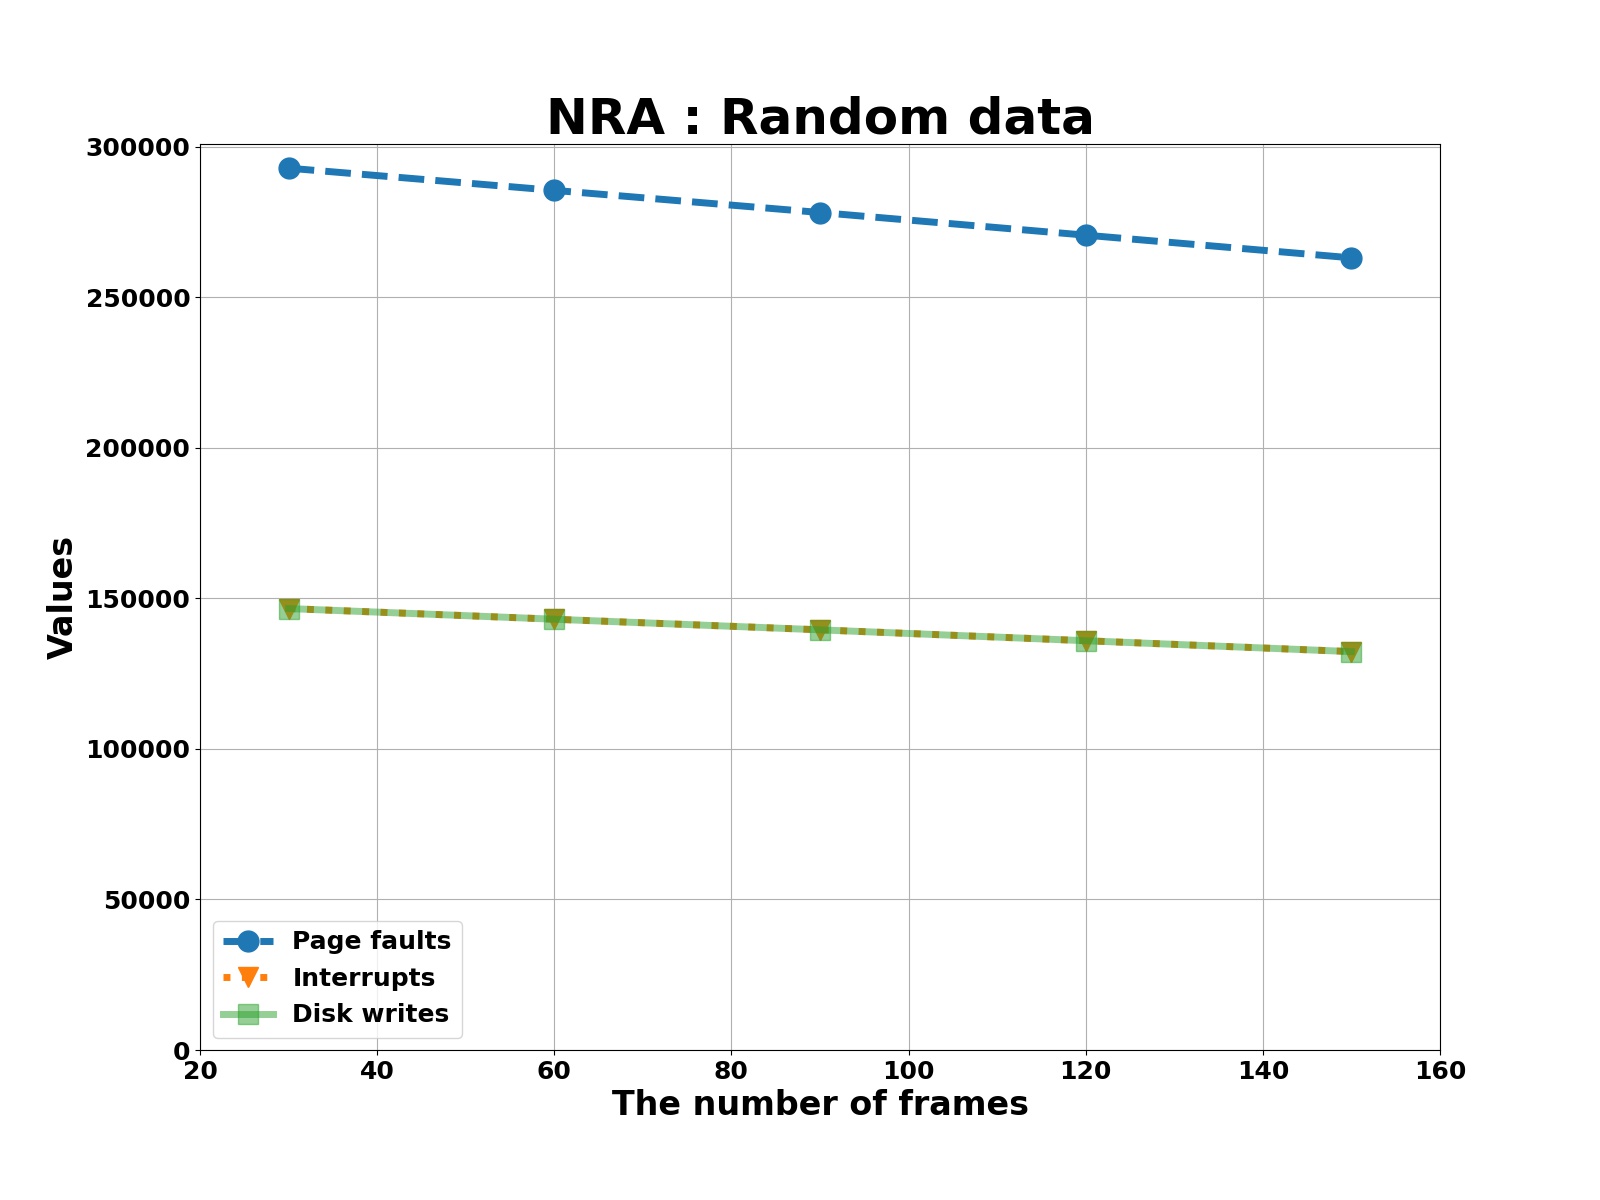 NRA : Random data
300000
250000
200000
150000
100000
50000
0
Values
Page faults
Interrupts
Disk writes
20 40 60 80 100 120 140 160
The number of frames